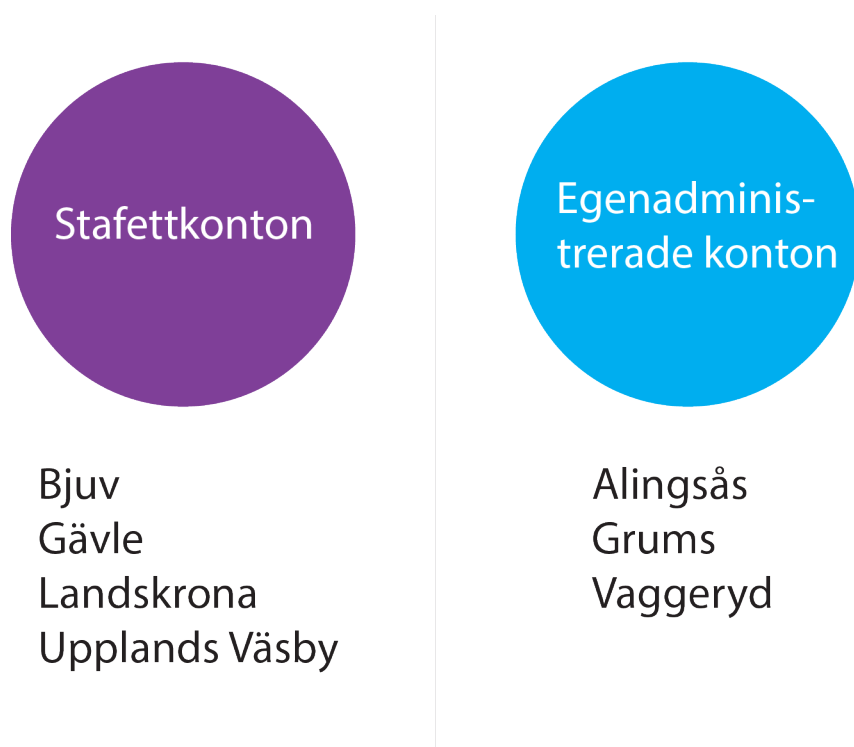 Stafettkonton
Egenadminis-
trerade konton
Bjuv
Gävle
Landskrona
Upplands Väsby
Alingsås
Grums
Vaggeryd